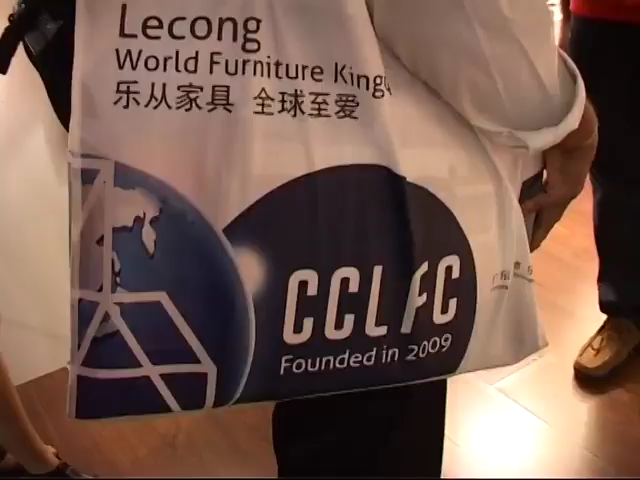 Lecong
World Furniture King
乐从家具 全球至爱
CCLFC
Founded in 2009